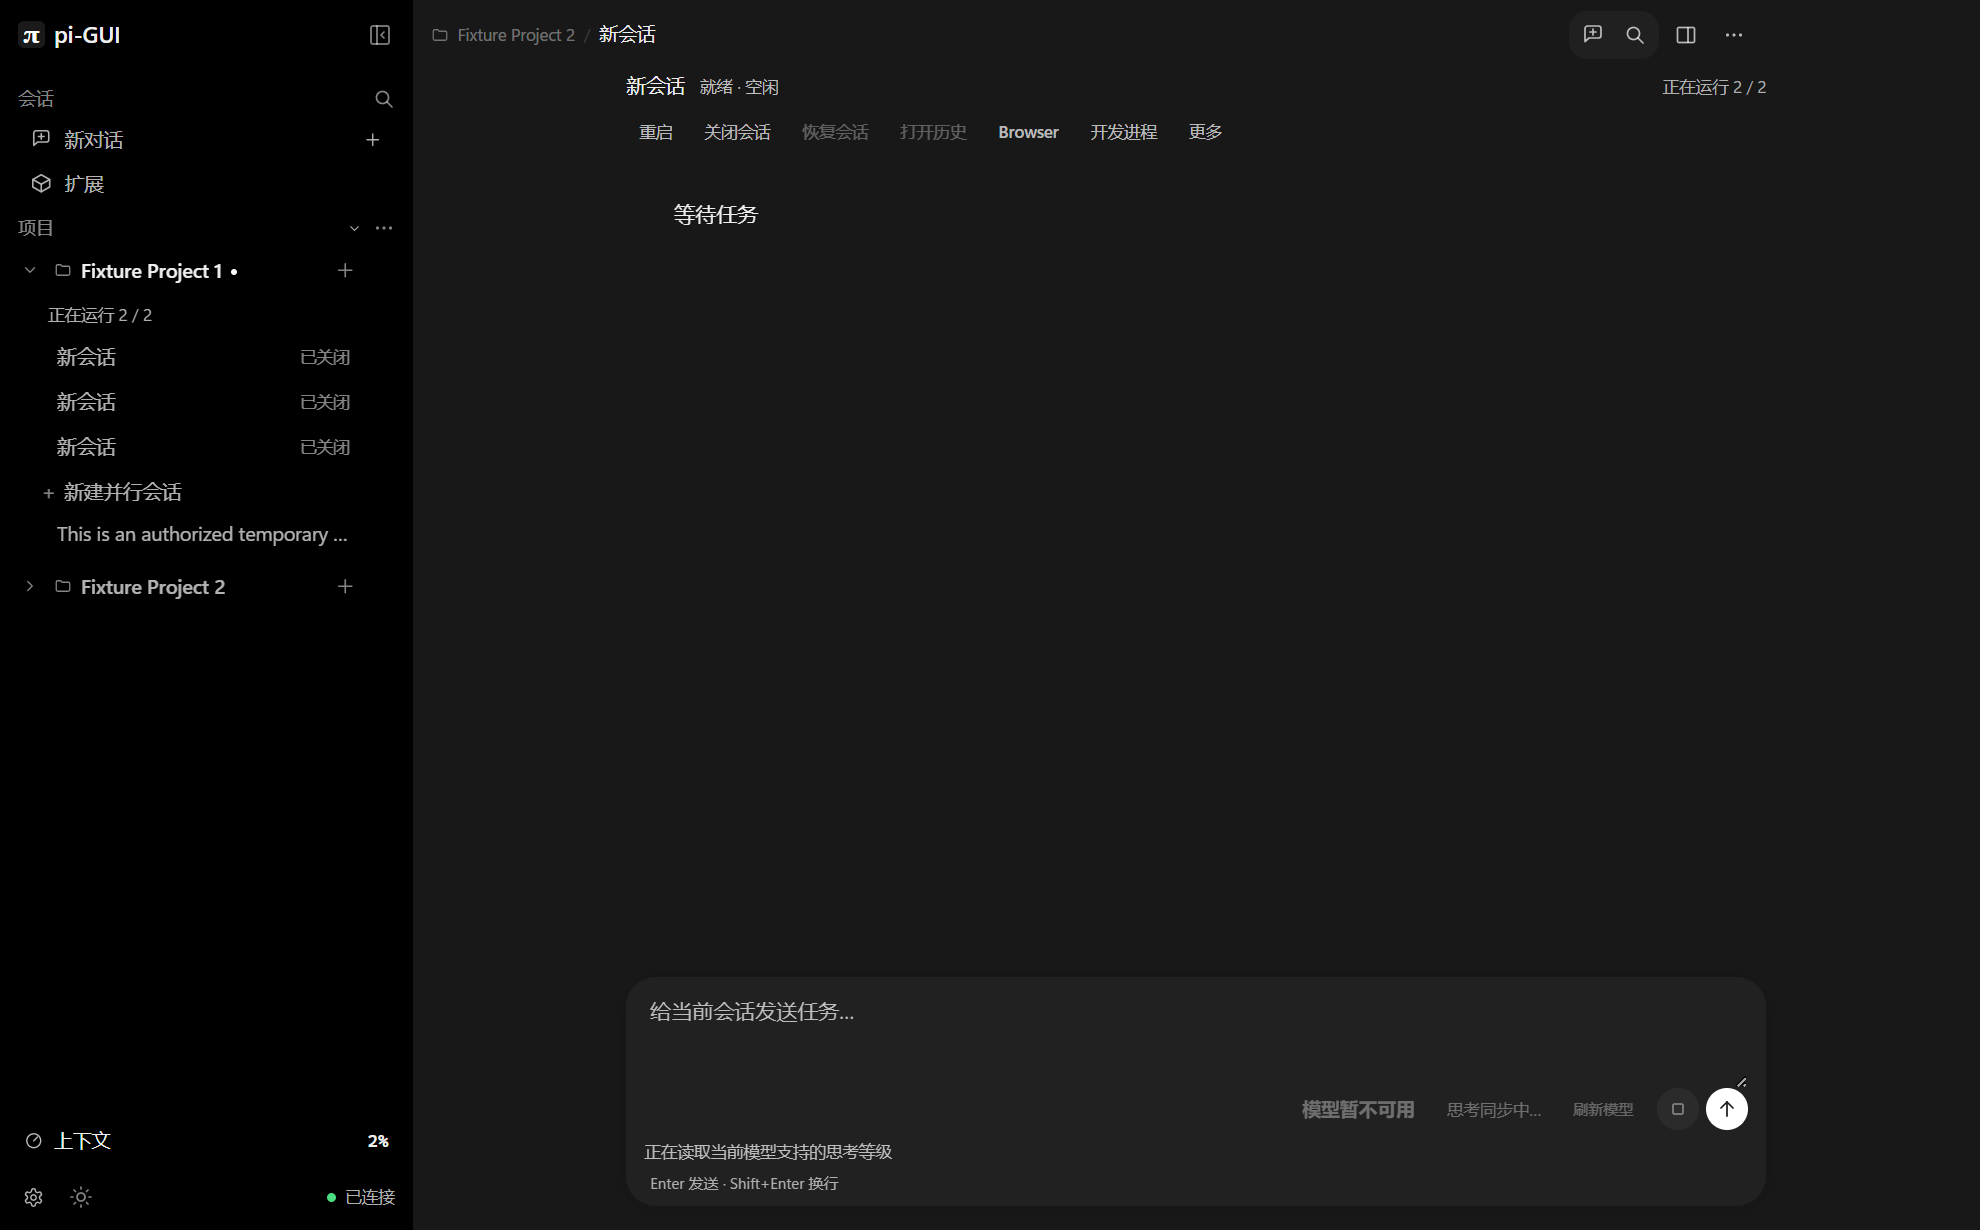 π pi-GUI
会话
新对话
扩展
项目
Fixture Project 1 •
正在运行 2 / 2
新会话 已关闭
新会话 已关闭
新会话 已关闭
+ 新建并行会话
This is an authorized temporary ...
Fixture Project 2
上下文 2%
已连接
Fixture Project 2 / 新会话
新会话 就绪 · 空闲 正在运行 2 / 2
重启 关闭会话 恢复会话 打开历史 Browser 开发进程 更多
等待任务
给当前会话发送任务...
模型暂不可用 思考同步中... 刷新模型
正在读取当前模型支持的思考等级
Enter 发送 · Shift+Enter 换行